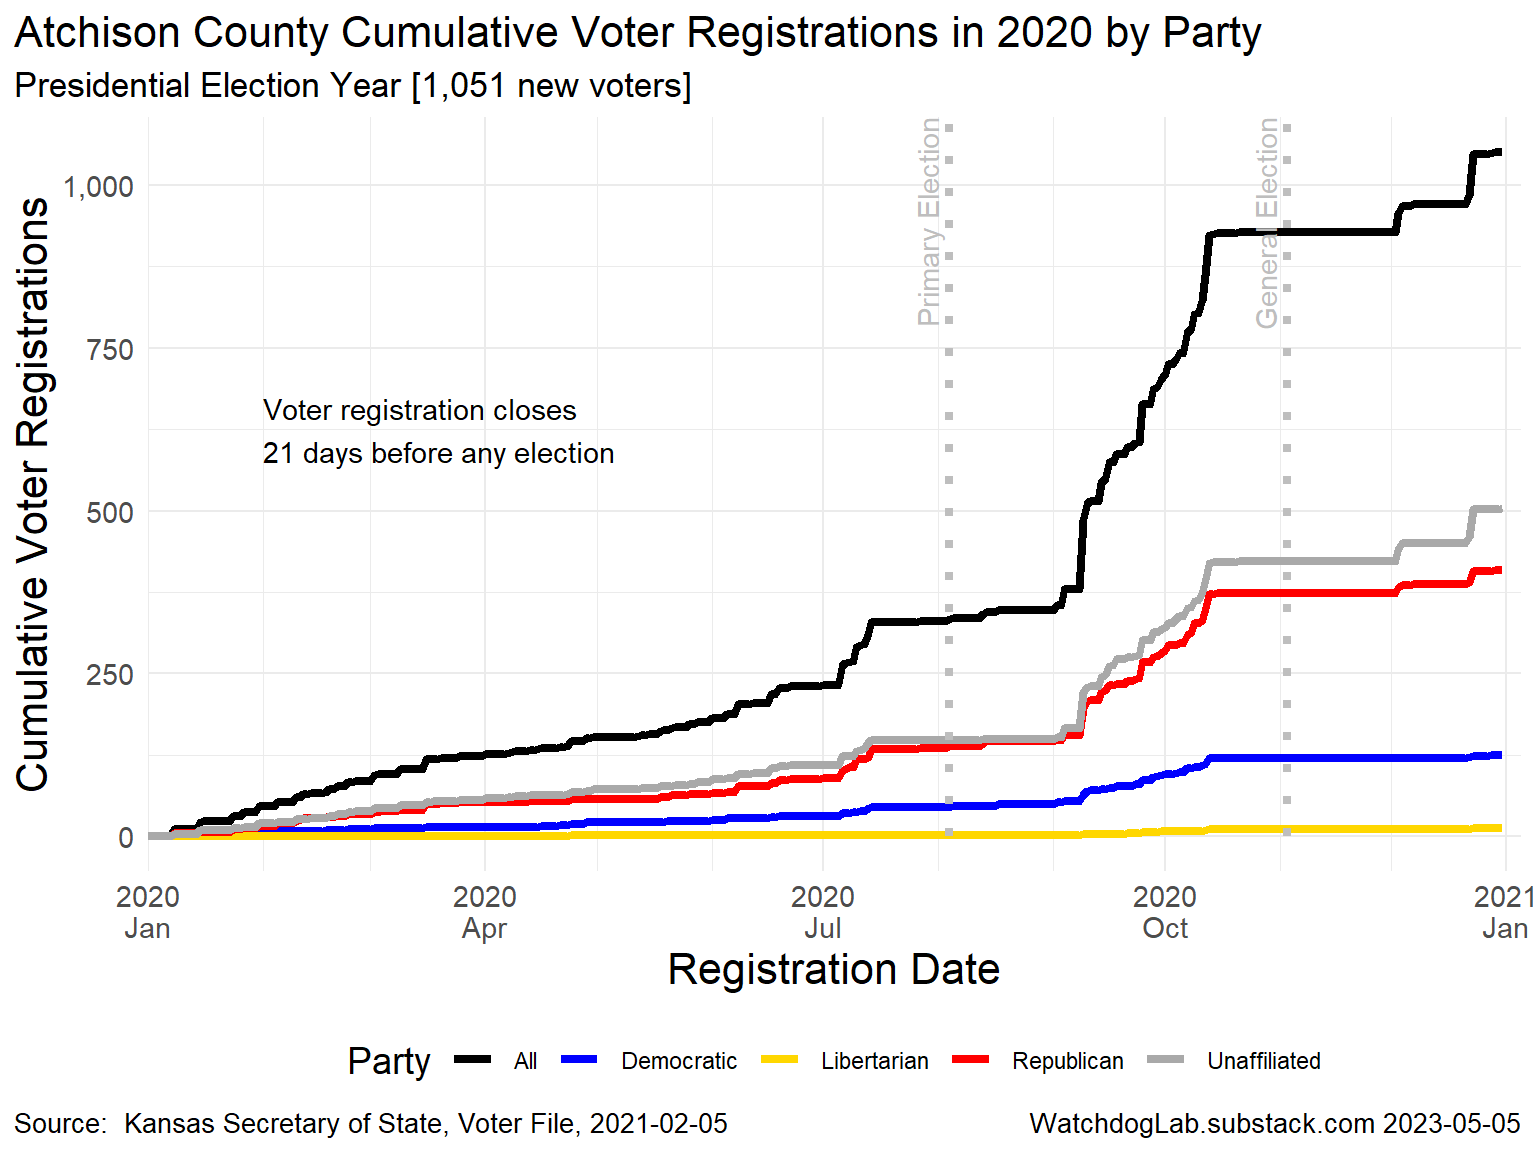 Atchison County Cumulative Voter Registrations in 2020 by Party
Presidential Election Year [1,051 new voters]
Cumulative Voter Registrations
1,000
750
500
250
0
Primary Election
General Election
Voter registration closes
21 days before any election
2020
Jan
2020
Apr
2020
Jul
2020
Oct
2021
Jan
Registration Date
Party All Democratic Libertarian Republican Unaffiliated
Source:  Kansas Secretary of State, Voter File, 2021-02-05
WatchdogLab.substack.com 2023-05-05